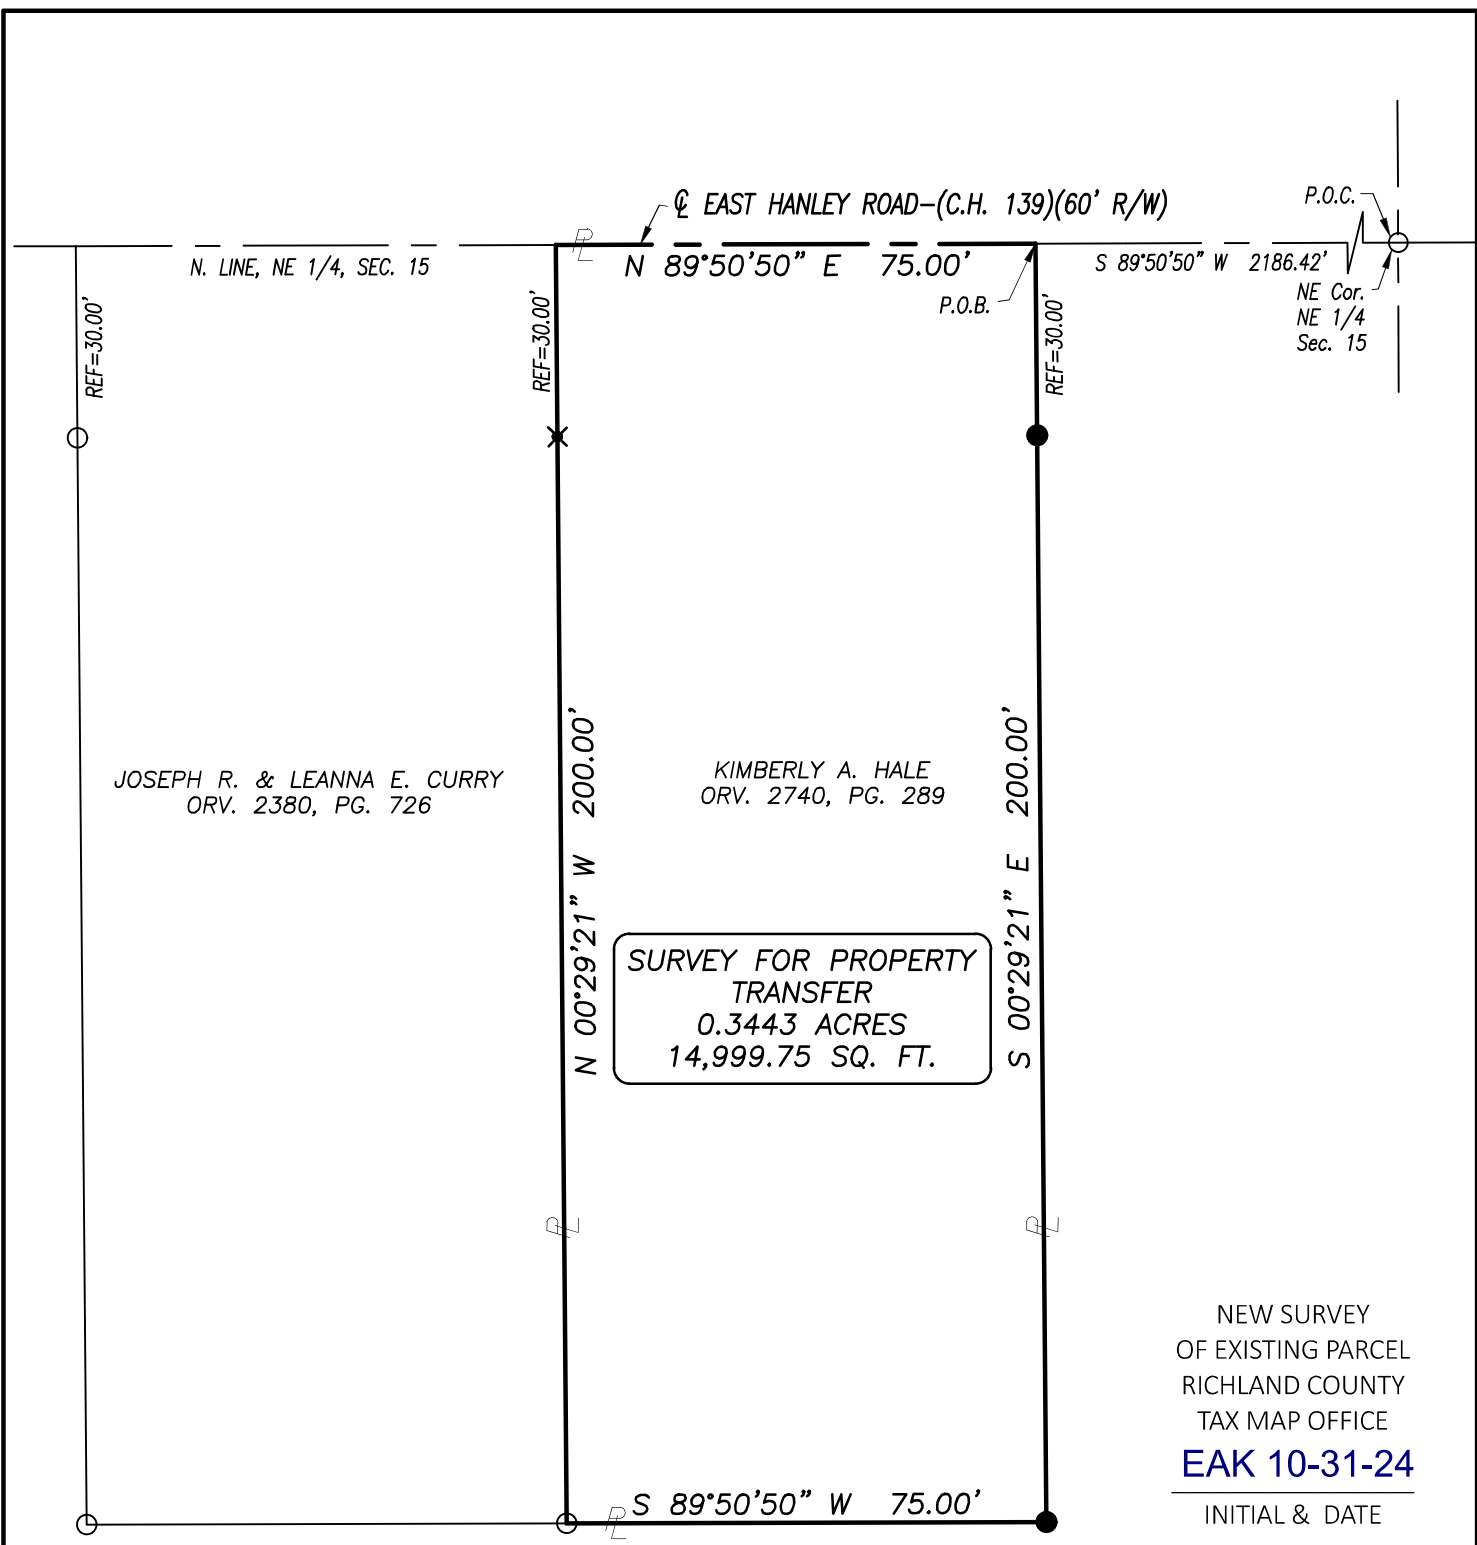 ℄ EAST HANLEY ROAD-(C.H. 139)(60' R/W)
P.O.C.
PL
N. LINE, NE 1/4, SEC. 15
N 89°50'50" E 75.00'
S 89°50'50" W 2186.42'
P.O.B.
NE Cor.
NE 1/4
Sec. 15
REF=30.00'
REF=30.00'
REF=30.00'
JOSEPH R. & LEANNA E. CURRY
ORV. 2380, PG. 726
N 00°29'21" W 200.00'
KIMBERLY A. HALE
ORV. 2740, PG. 289
S 00°29'21" E 200.00'
SURVEY FOR PROPERTY
TRANSFER
0.3443 ACRES
14,999.75 SQ. FT.
PL
PL
NEW SURVEY
OF EXISTING PARCEL
RICHLAND COUNTY
TAX MAP OFFICE
EAK 10-31-24
INITIAL & DATE
PL
S 89°50'50" W 75.00'